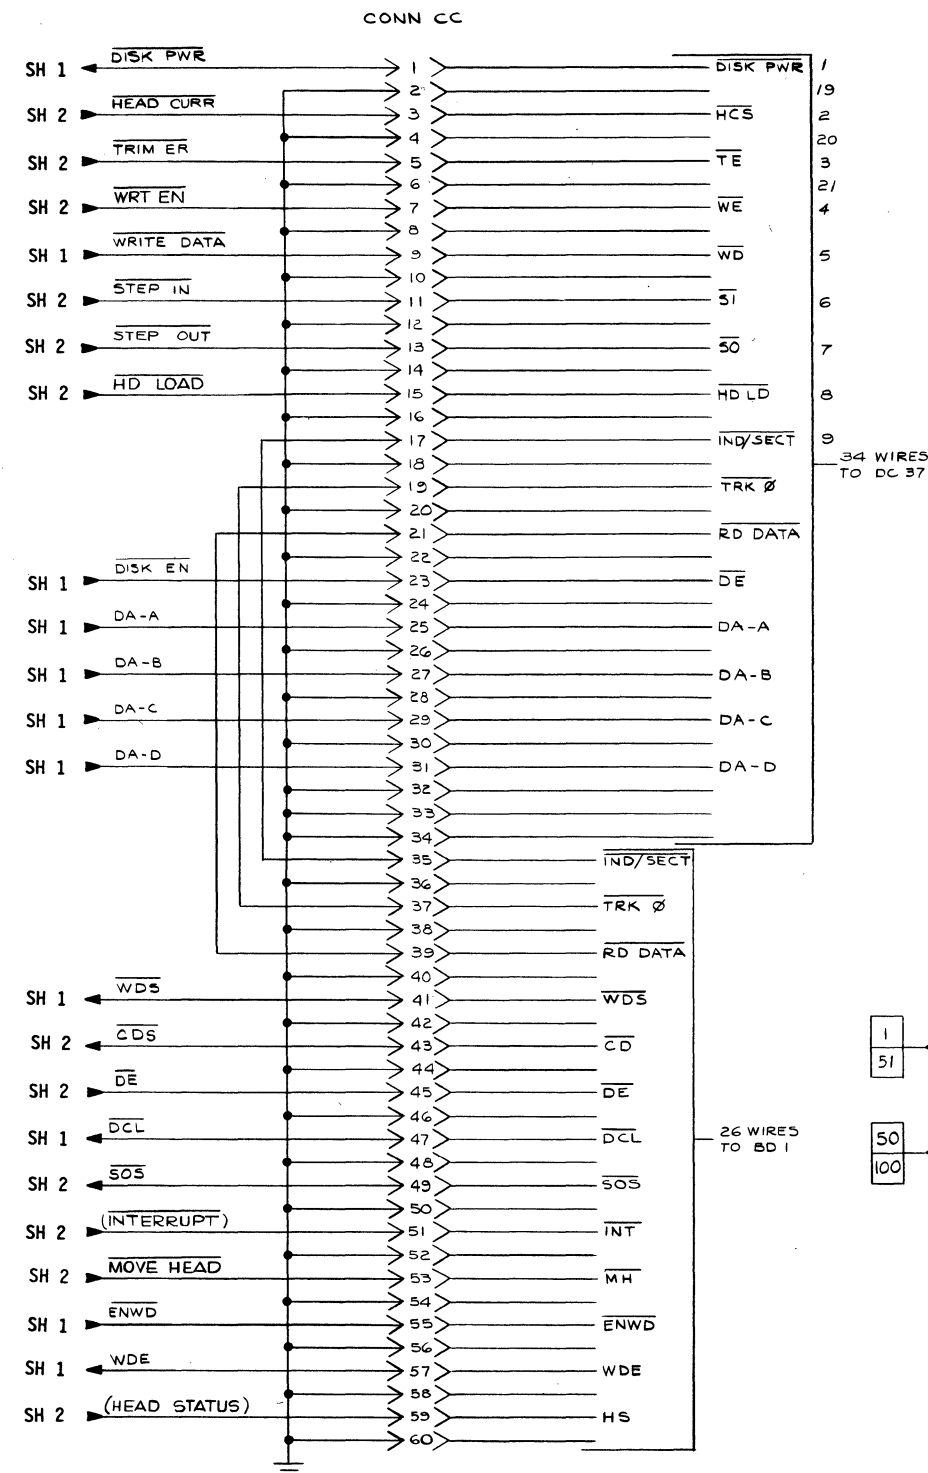 CONN CC
SH 1 DISK PWR 1 DISK PWR 1
2 19
SH 2 HEAD CURR 3 HCS 2
4 20
SH 2 TRIM ER 5 TE 3
6 21
SH 2 WRT EN 7 WE 4
8
SH 1 WRITE DATA 9 WD 5
10
SH 2 STEP IN 11 SI 6
12
SH 2 STEP OUT 13 SO 7
14
SH 2 HD LOAD 15 HD LD 8
16
17 IND/SECT 9
18
34 WIRES
TO DC 37
19 TRK Ø
20
21 RD DATA
22
SH 1 DISK EN 23 DE
24
SH 1 DA-A 25 DA-A
26
SH 1 DA-B 27 DA-B
28
SH 1 DA-C 29 DA-C
30
SH 1 DA-D 31 DA-D
32
33
34
35 IND/SECT
36
37 TRK Ø
38
39 RD DATA
40
SH 1 WDS 41 WDS
42
SH 2 CDS 43 CD
44
SH 2 DE 45 DE
46
SH 1 DCL 47 DCL
26 WIRES
TO BD 1
48
SH 2 SOS 49 SOS
50
SH 2 (INTERRUPT) 51 INT
52
SH 2 MOVE HEAD 53 MH
54
SH 1 ENWD 55 ENWD
56
SH 1 WDE 57 WDE
58
SH 2 (HEAD STATUS) 59 HS
60
1
51
50
100